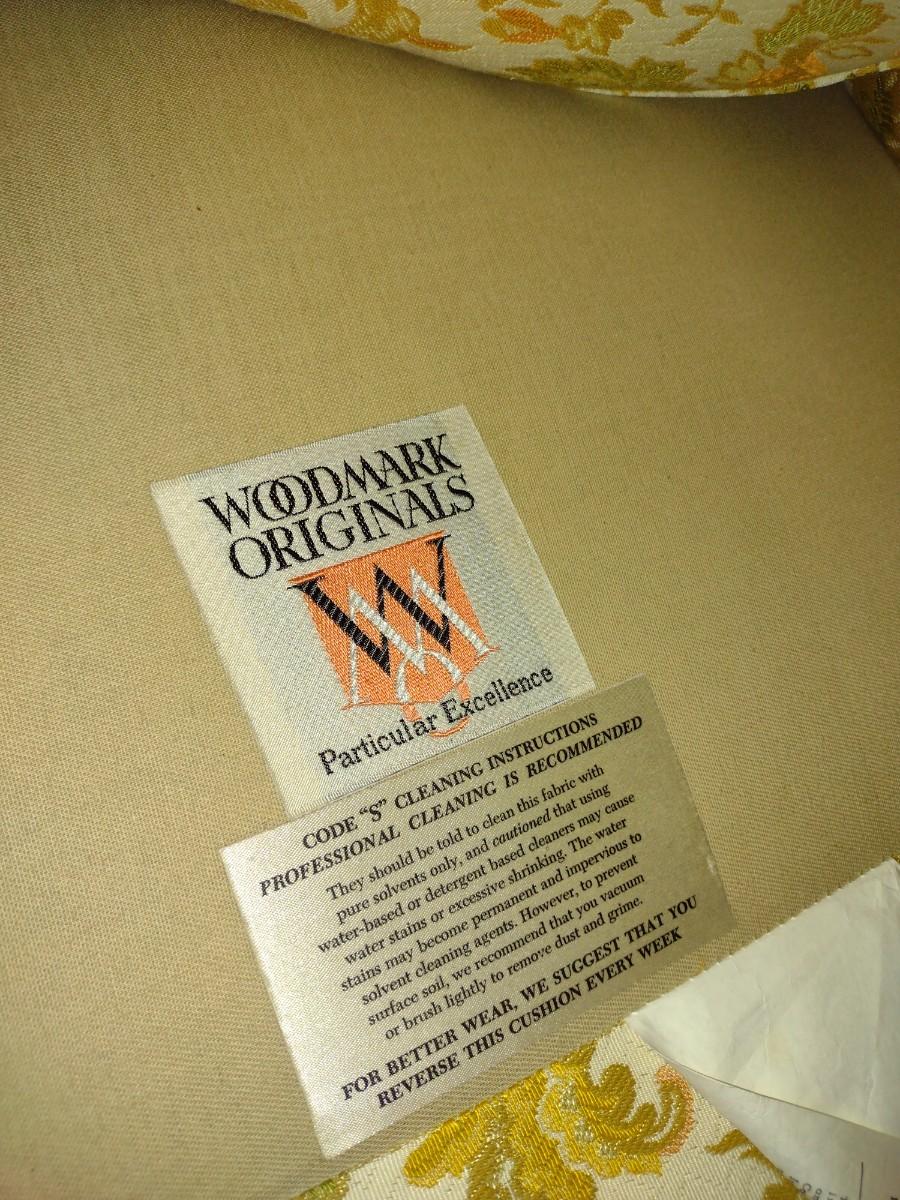 WOODMARK
ORIGINALS
WM
Particular Excellence
CODE "S" CLEANING INSTRUCTIONS
PROFESSIONAL CLEANING IS RECOMMENDED
They should be told to clean this fabric with
pure solvents only, and cautioned that using
water-based or detergent based cleaners may cause
water stains or excessive shrinking. The water
stains may become permanent and impervious to
solvent cleaning agents. However, to prevent
surface soil, we recommend that you vacuum
or brush lightly to remove dust and grime.
FOR BETTER WEAR, WE SUGGEST THAT YOU
REVERSE THIS CUSHION EVERY WEEK